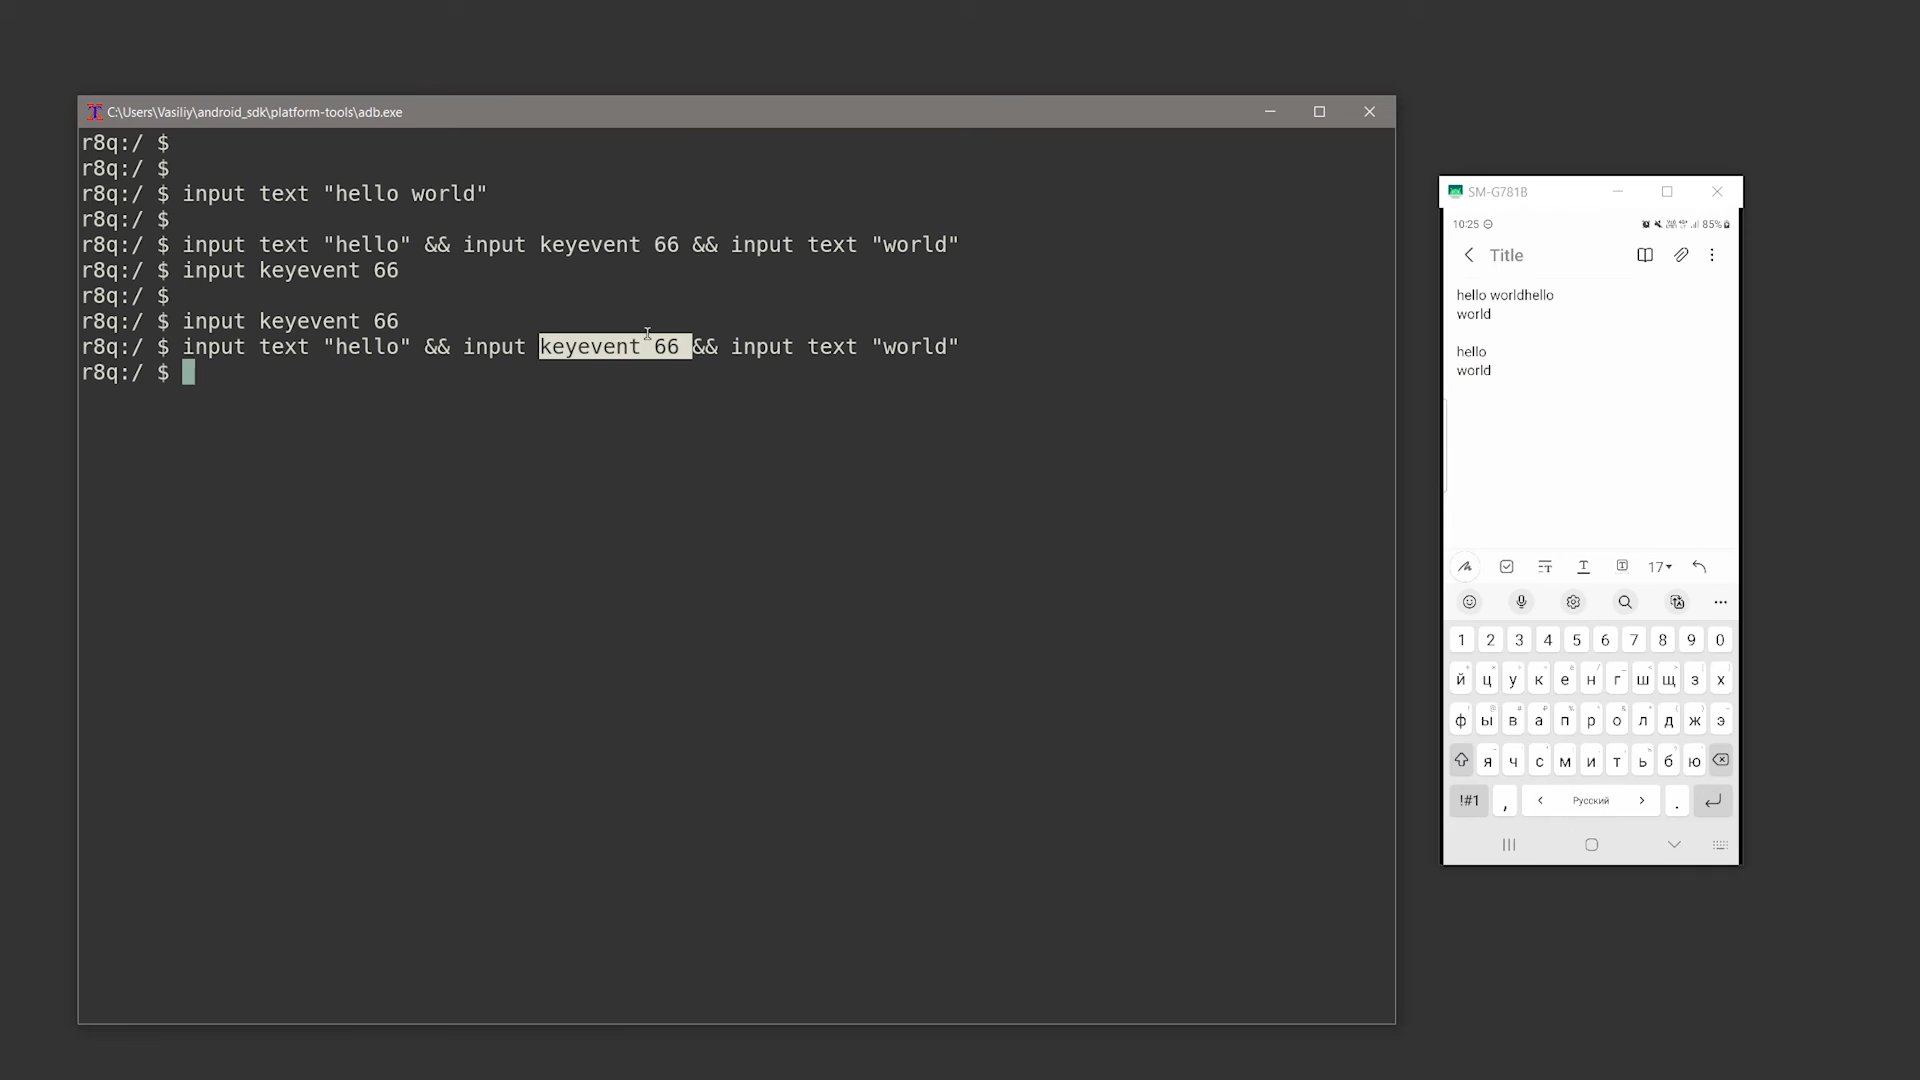 C:\Users\Vasiliy\android_sdk\platform-tools\adb.exe
r8q:/ $
r8q:/ $
r8q:/ $ input text "hello world"
r8q:/ $
r8q:/ $ input text "hello" && input keyevent 66 && input text "world"
r8q:/ $ input keyevent 66
r8q:/ $
r8q:/ $ input keyevent 66
r8q:/ $ input text "hello" && input keyevent 66 && input text "world"
r8q:/ $
SM-G781B
10:25 85%
Title
hello worldhello
world
hello
world
17
1 2 3 4 5 6 7 8 9 0
й ц у к е н г ш щ з х
ф ы в а п р о л д ж э
я ч с м и т ь б ю
!#1 , < Русский > .